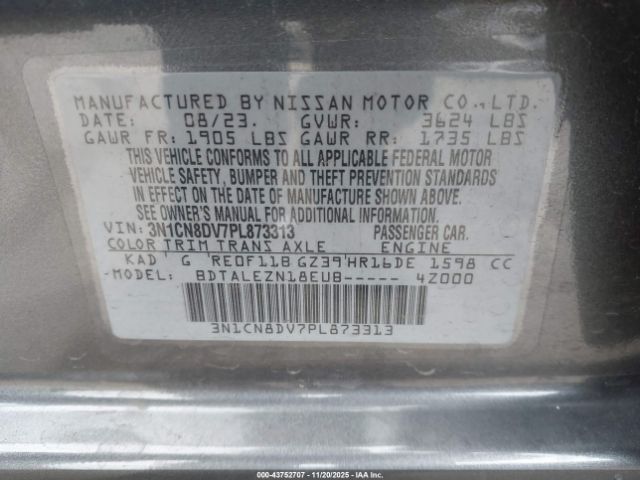 MANUFACTURED BY NISSAN MOTOR CO., LTD.
DATE: 08/23. GVWR: 3624 LBS
GAWR FR: 1905 LBS GAWR RR: 1735 LBS
THIS VEHICLE CONFORMS TO ALL APPLICABLE FEDERAL MOTOR
VEHICLE SAFETY, BUMPER AND THEFT PREVENTION STANDARDS
IN EFFECT ON THE DATE OF MANUFACTURE SHOWN ABOVE.
SEE OWNER'S MANUAL FOR ADDITIONAL INFORMATION.
VIN: 3N1CN8DV7PL873313 PASSENGER CAR.
COLOR TRIM TRANS AXLE ENGINE
KAD G RE0F11B GZ39 HR16DE 1598 CC
BDTALEZN18EUB----- 4Z000
3N1CN8DV7PL873313
000-43752707 - 11/20/2025 - IAA Inc.